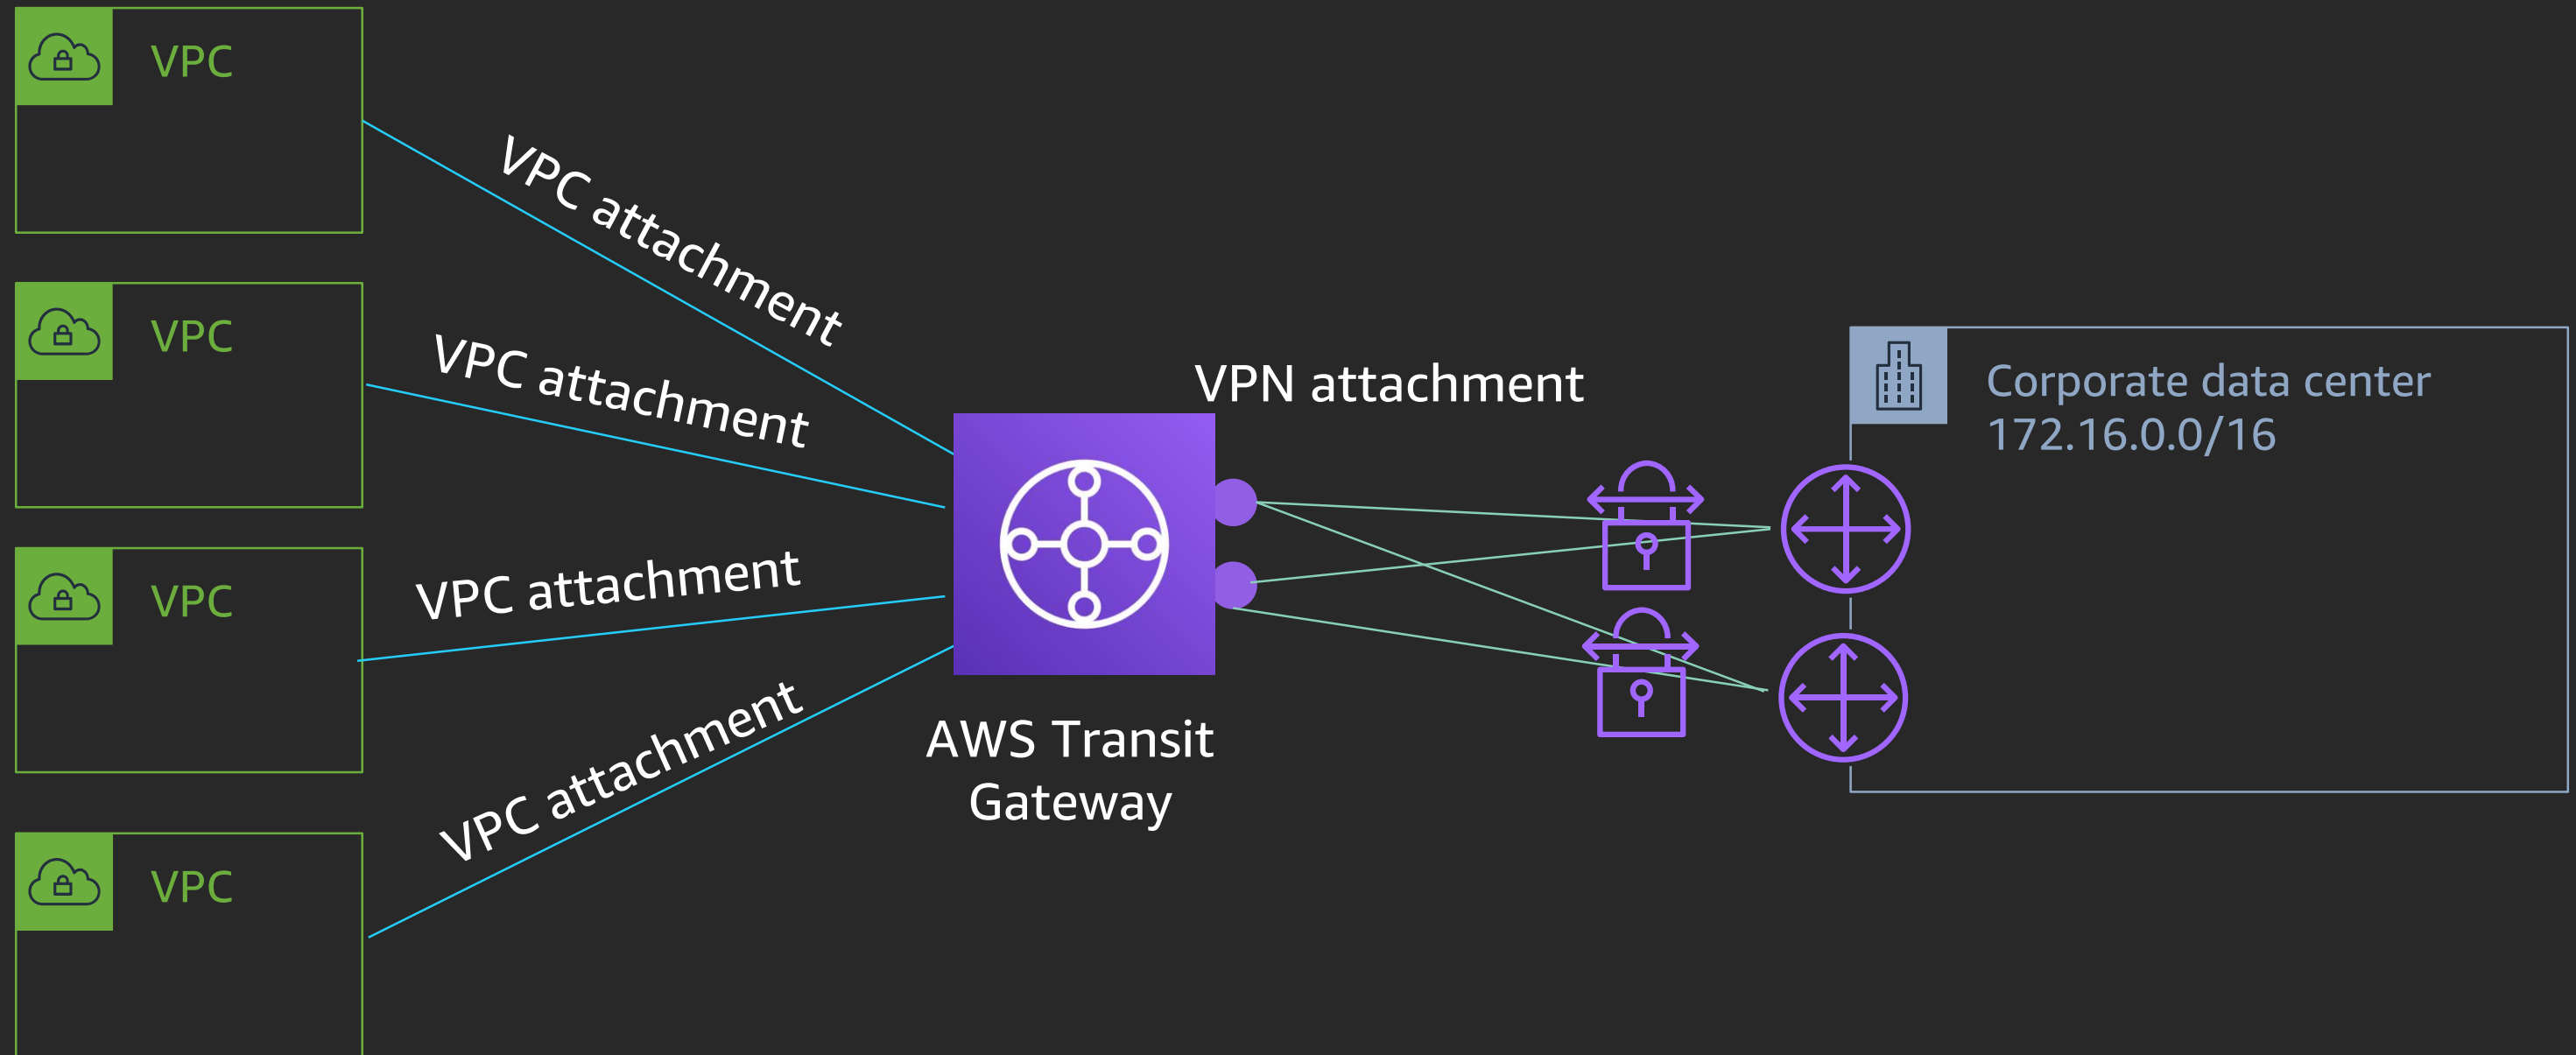 VPC
VPC attachment
VPC
VPC attachment
VPC
VPC attachment
VPC
VPC attachment
AWS Transit
Gateway
VPN attachment
Corporate data center
172.16.0.0/16